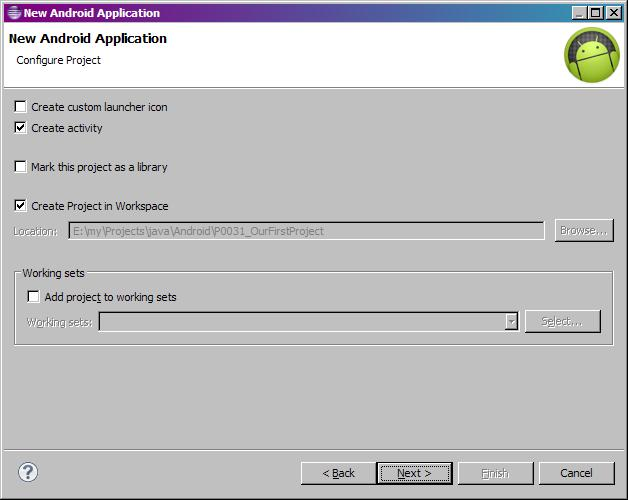 New Android Application
New Android Application
Configure Project
Create custom launcher icon
Create activity
Mark this project as a library
Create Project in Workspace
Location: E:\my\Projects\java\Android\P0031_OurFirstProject Browse...
Working sets
Add project to working sets
Working sets: Select...
? < Back Next > Finish Cancel